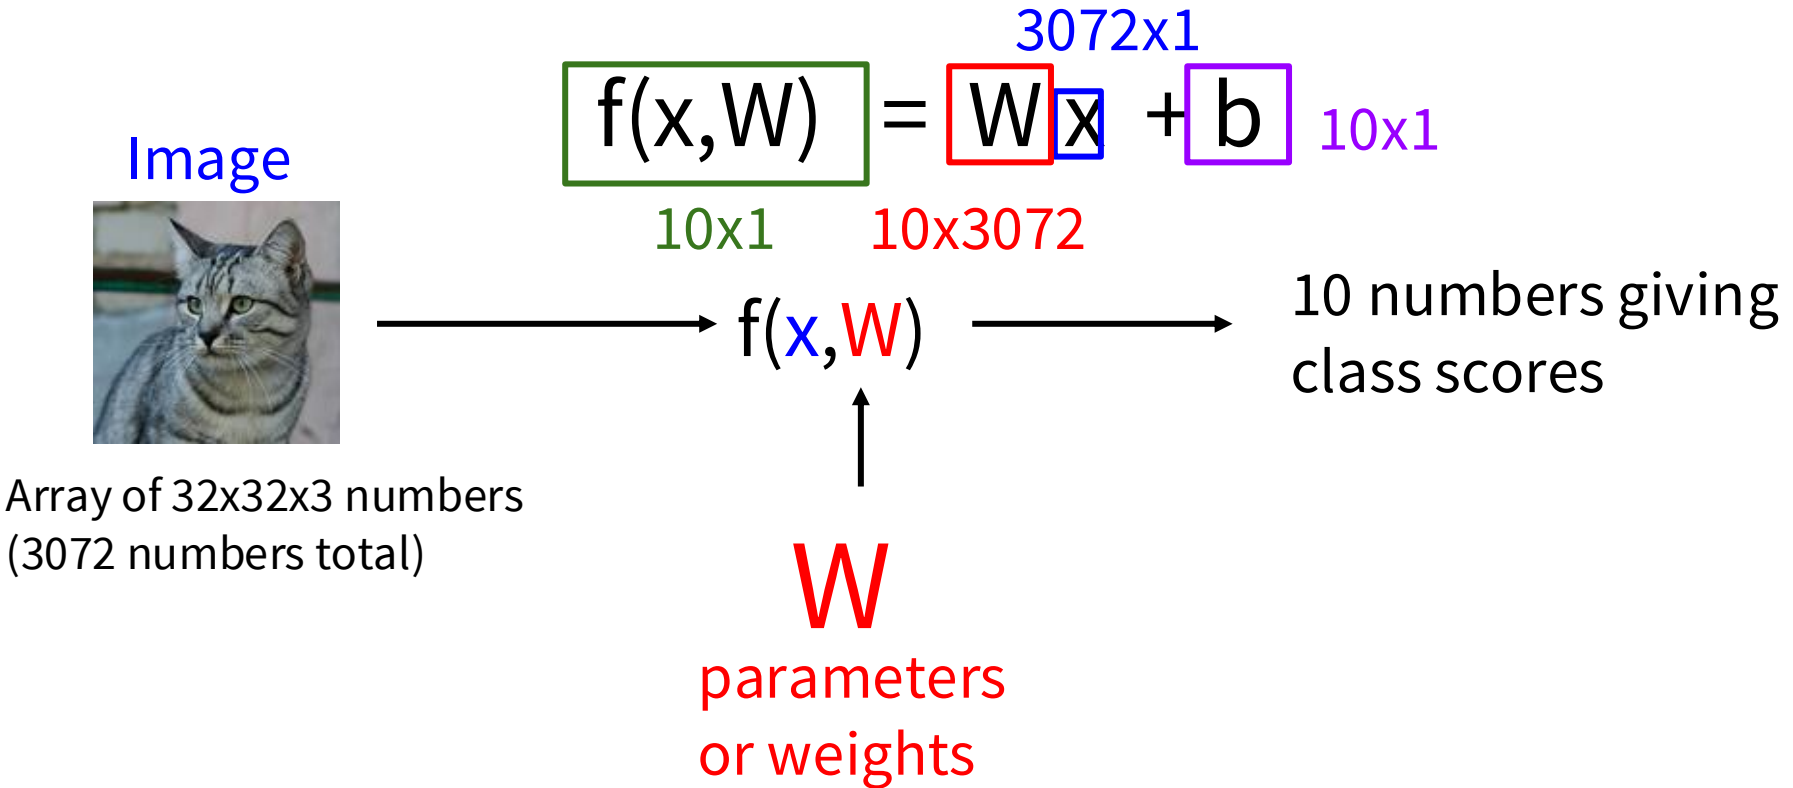 3072x1
f(x,W) = Wx + b 10x1
Image
10x1 10x3072
f(x,W)
10 numbers giving
class scores
Array of 32x32x3 numbers
(3072 numbers total)
W
parameters
or weights